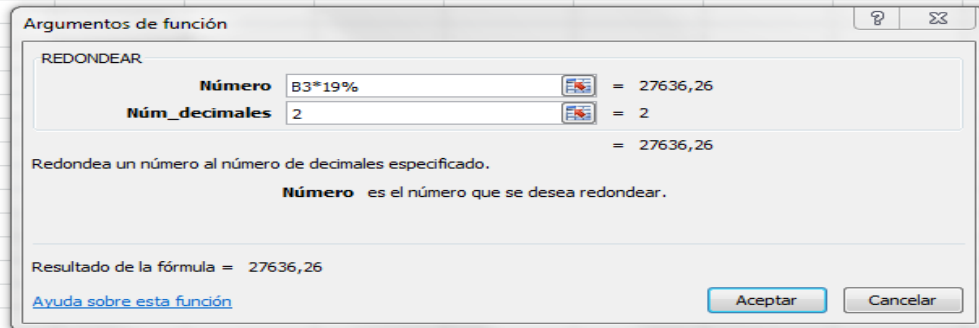 Argumentos de función
REDONDEAR
Número B3*19% = 27636,26
Núm_decimales 2 = 2
= 27636,26
Redondea un número al número de decimales especificado.
Número es el número que se desea redondear.
Resultado de la fórmula = 27636,26
Ayuda sobre esta función Aceptar Cancelar